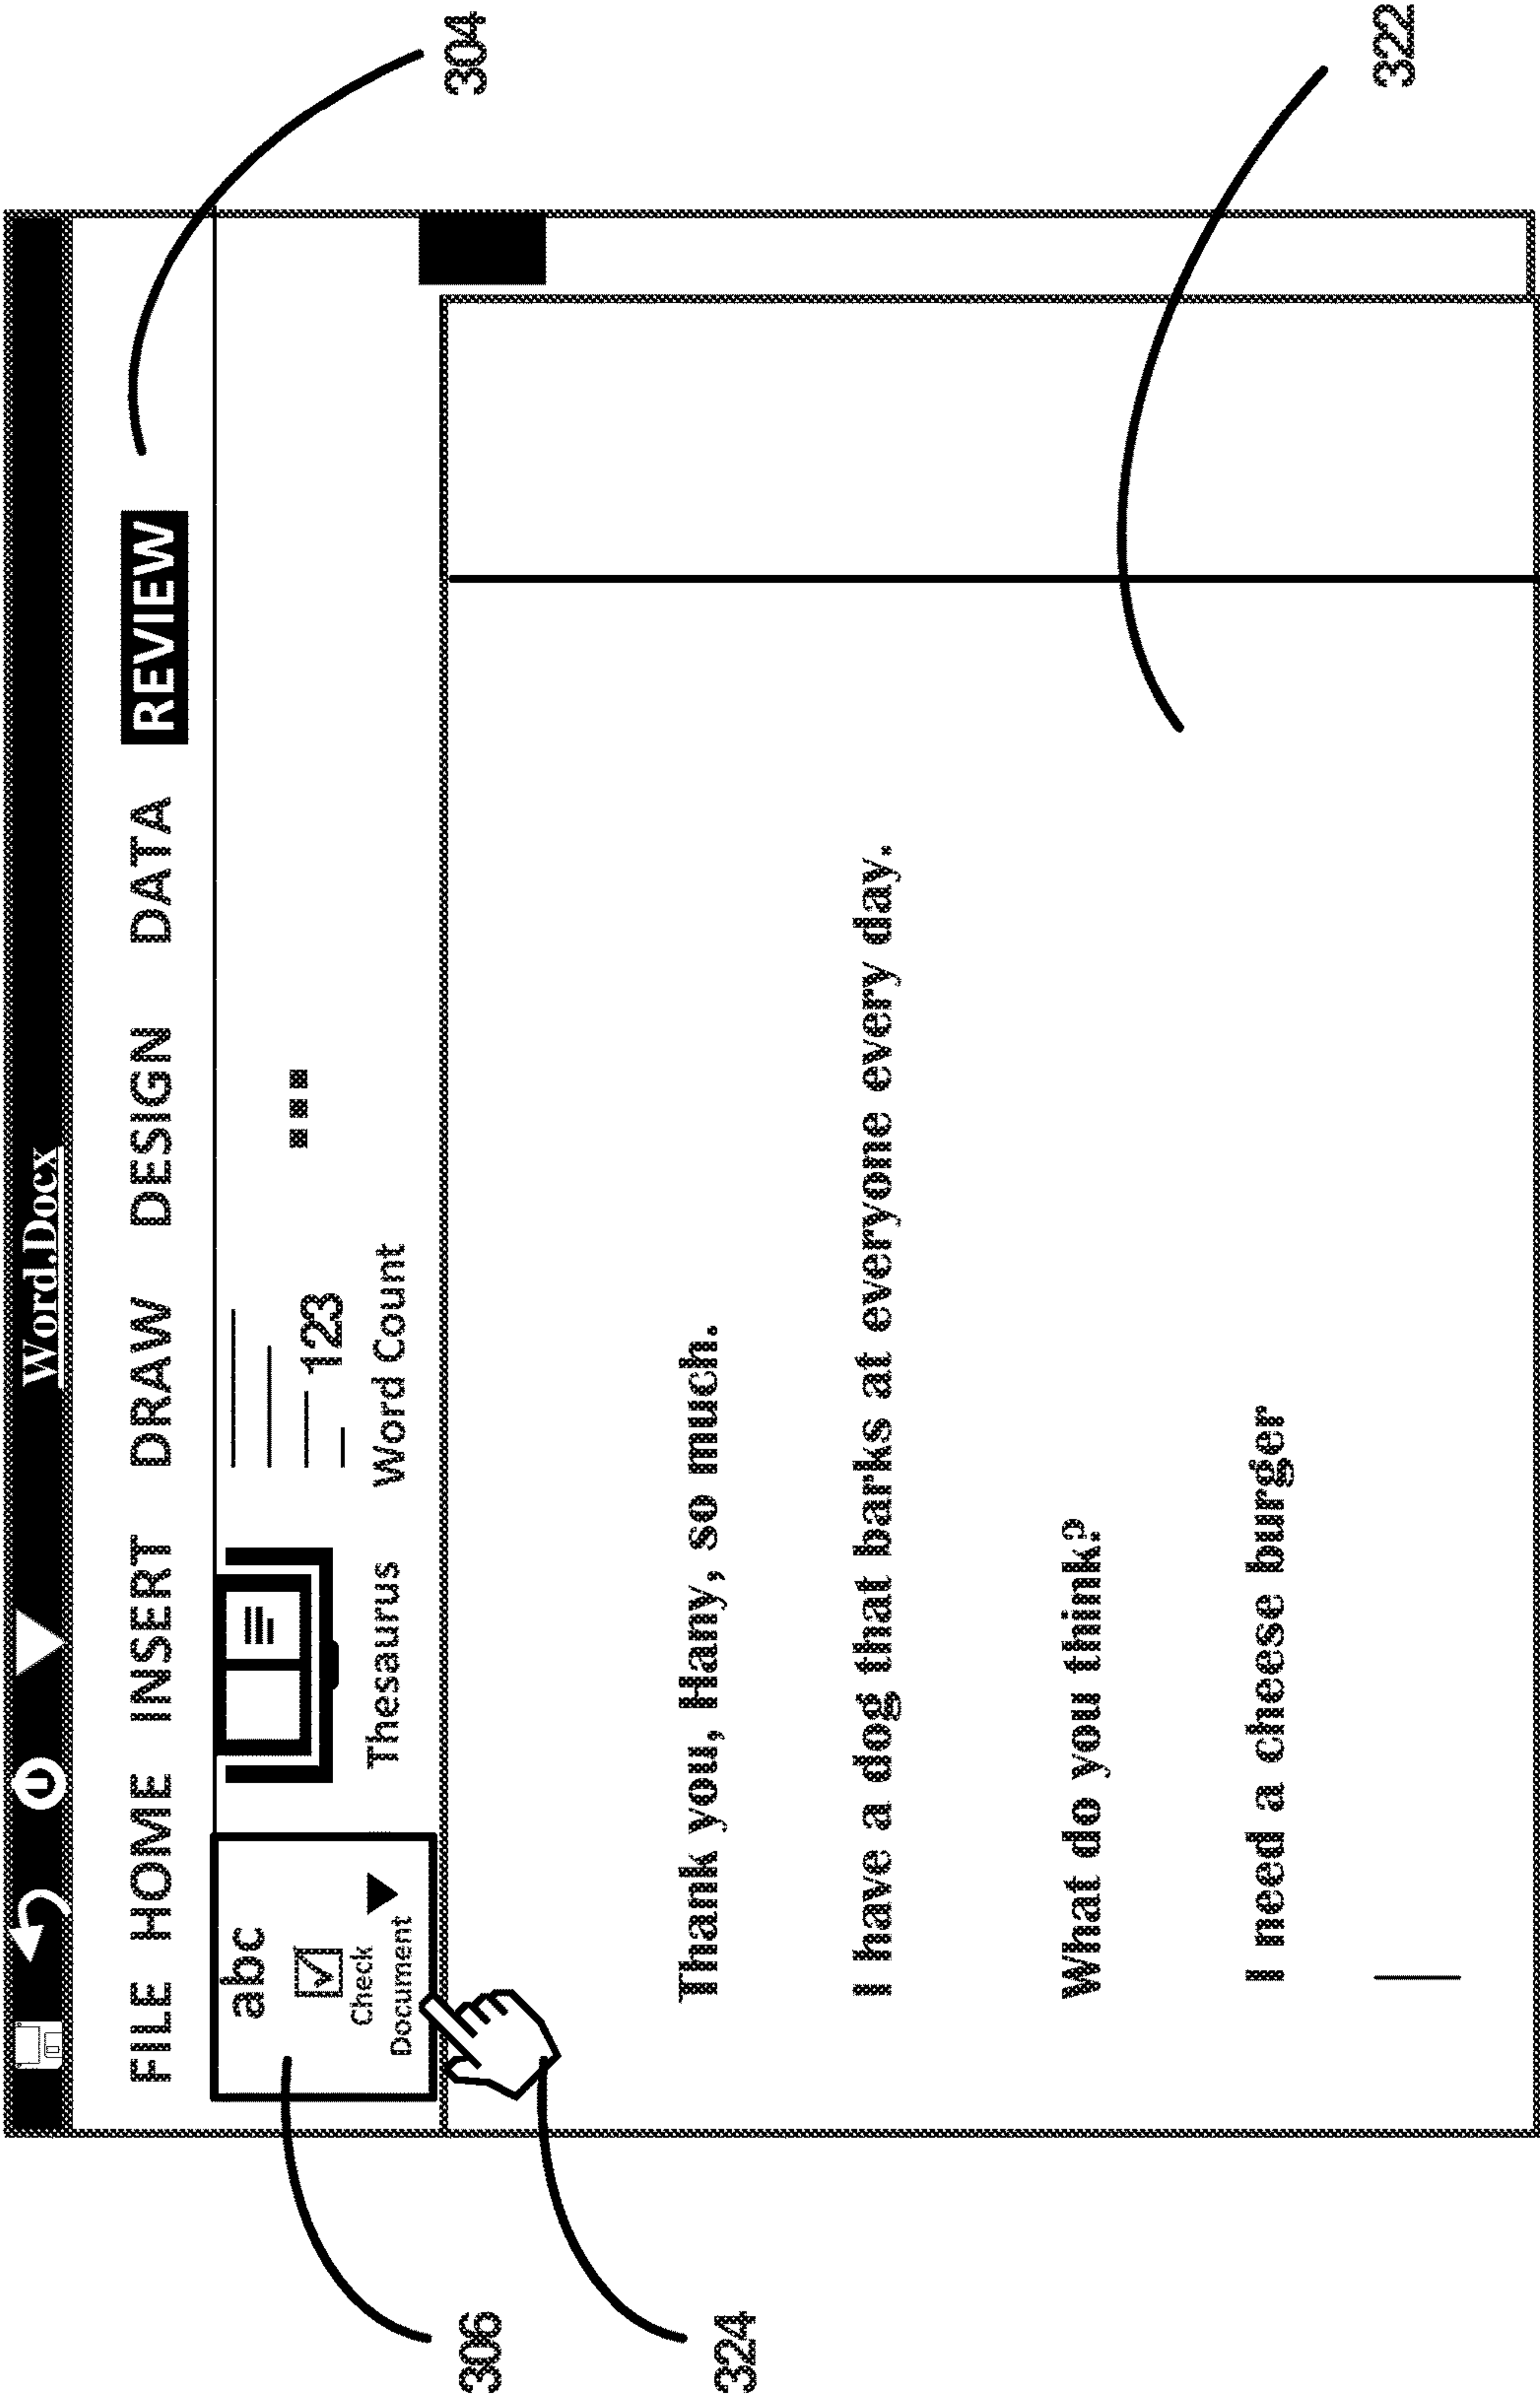 304
322
Word.Docx
FILE HOME INSERT DRAW DESIGN DATA REVIEW
abc
Check
Document
Thesaurus
123
Word Count
Thank you, Hany, so much.
I have a dog that barks at everyone every day.
What do you think?
I need a cheese burger
306
324